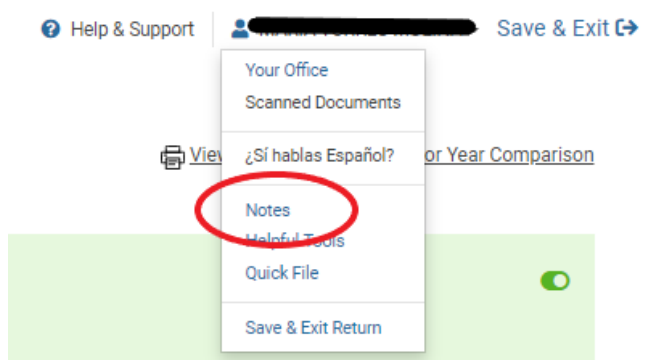 Help & Support
Save & Exit
Your Office
Scanned Documents
¿Sí hablas Español?
or Year Comparison
Notes
Helpful Tools
Quick File
Save & Exit Return